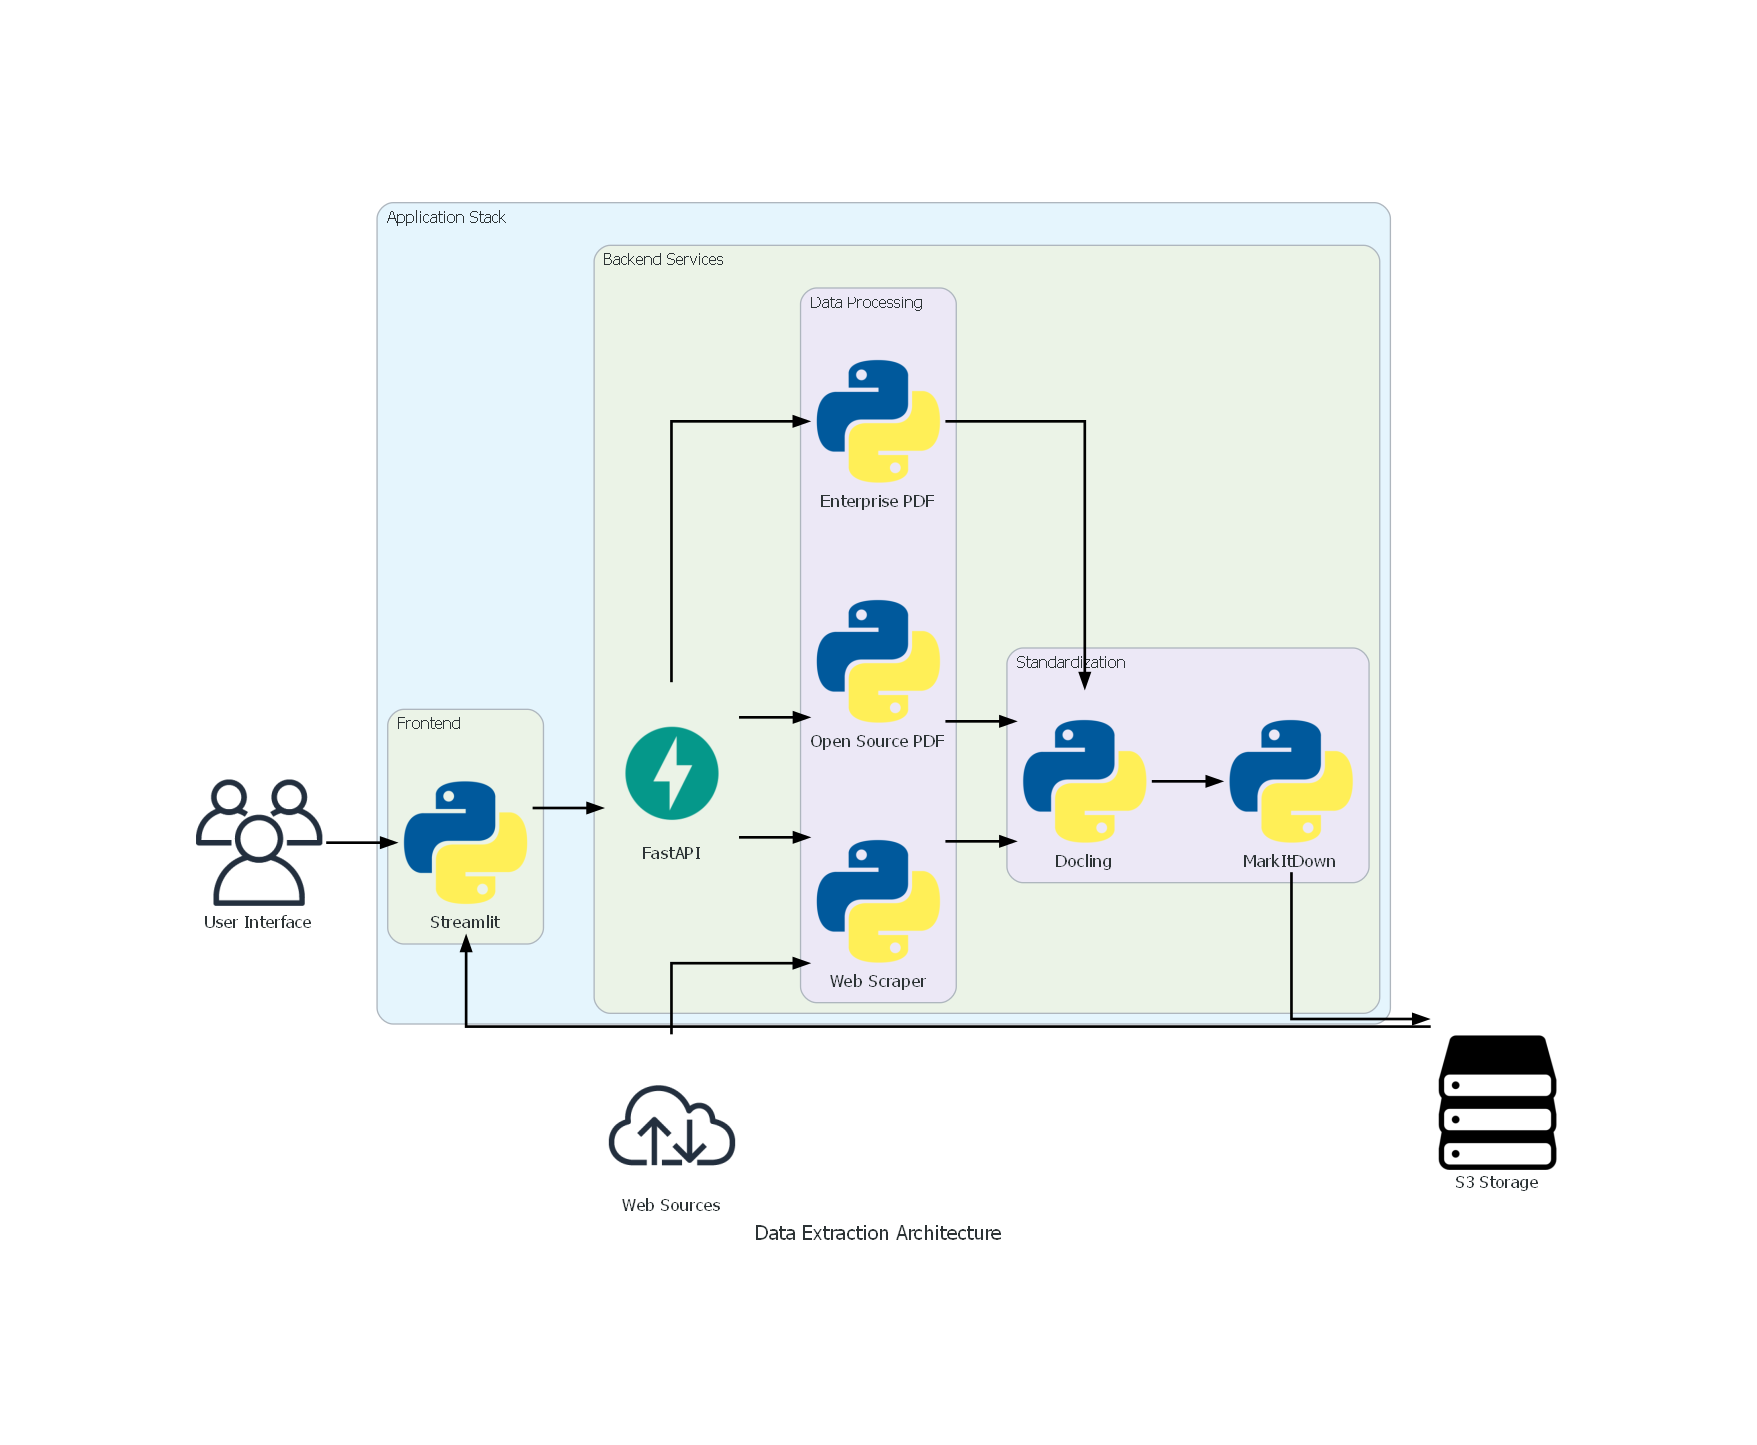 Application Stack
Backend Services
Data Processing
Enterprise PDF
Standardization
Frontend
Open Source PDF
FastAPI
Docling
MarkItDown
User Interface
Streamlit
Web Scraper
S3 Storage
Web Sources
Data Extraction Architecture